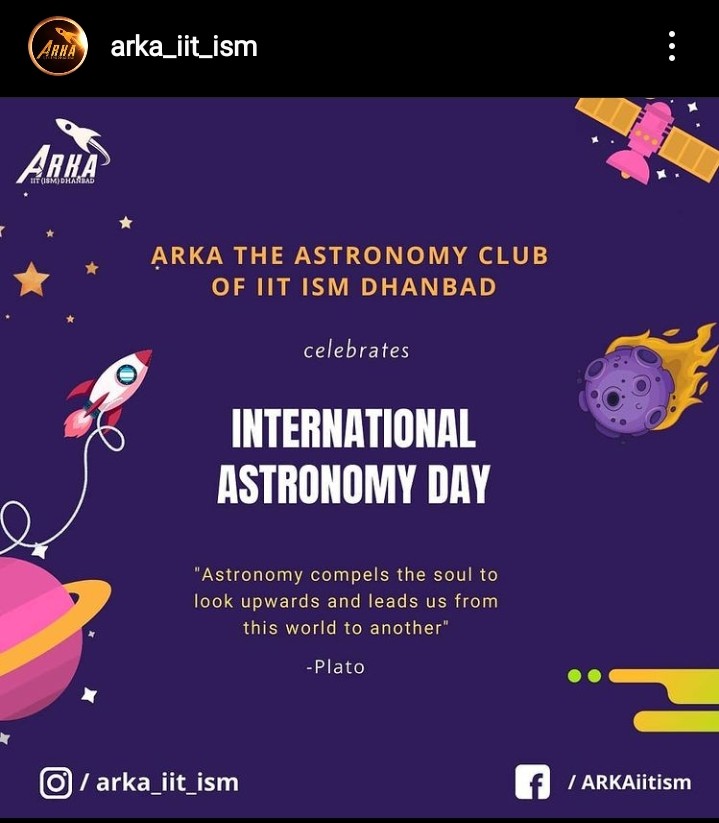 arka_iit_ism
ARKA
IIT (ISM) DHANBAD
ARKA THE ASTRONOMY CLUB
OF IIT ISM DHANBAD
celebrates
INTERNATIONAL
ASTRONOMY DAY
"Astronomy compels the soul to
look upwards and leads us from
this world to another"
-Plato
/ arka_iit_ism
/ ARKAiitism